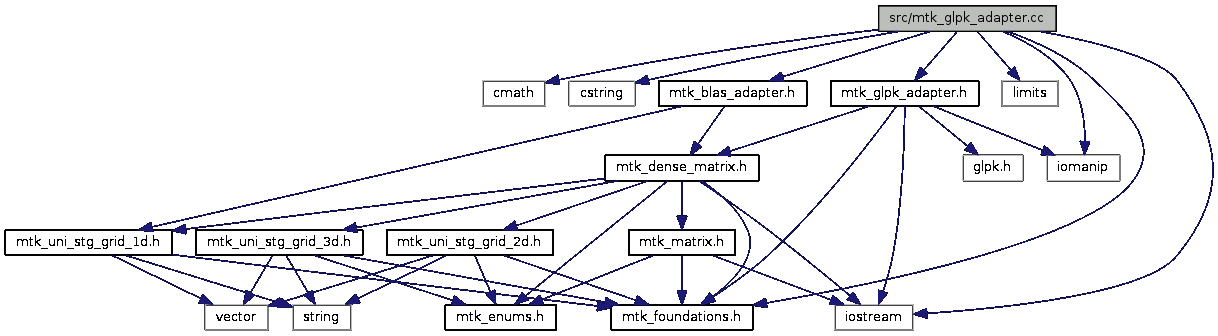 src/mtk_glpk_adapter.cc
cmath
cstring
mtk_blas_adapter.h
mtk_glpk_adapter.h
limits
mtk_dense_matrix.h
glpk.h
iomanip
mtk_uni_stg_grid_1d.h
mtk_uni_stg_grid_3d.h
mtk_uni_stg_grid_2d.h
mtk_matrix.h
vector
string
mtk_enums.h
mtk_foundations.h
iostream